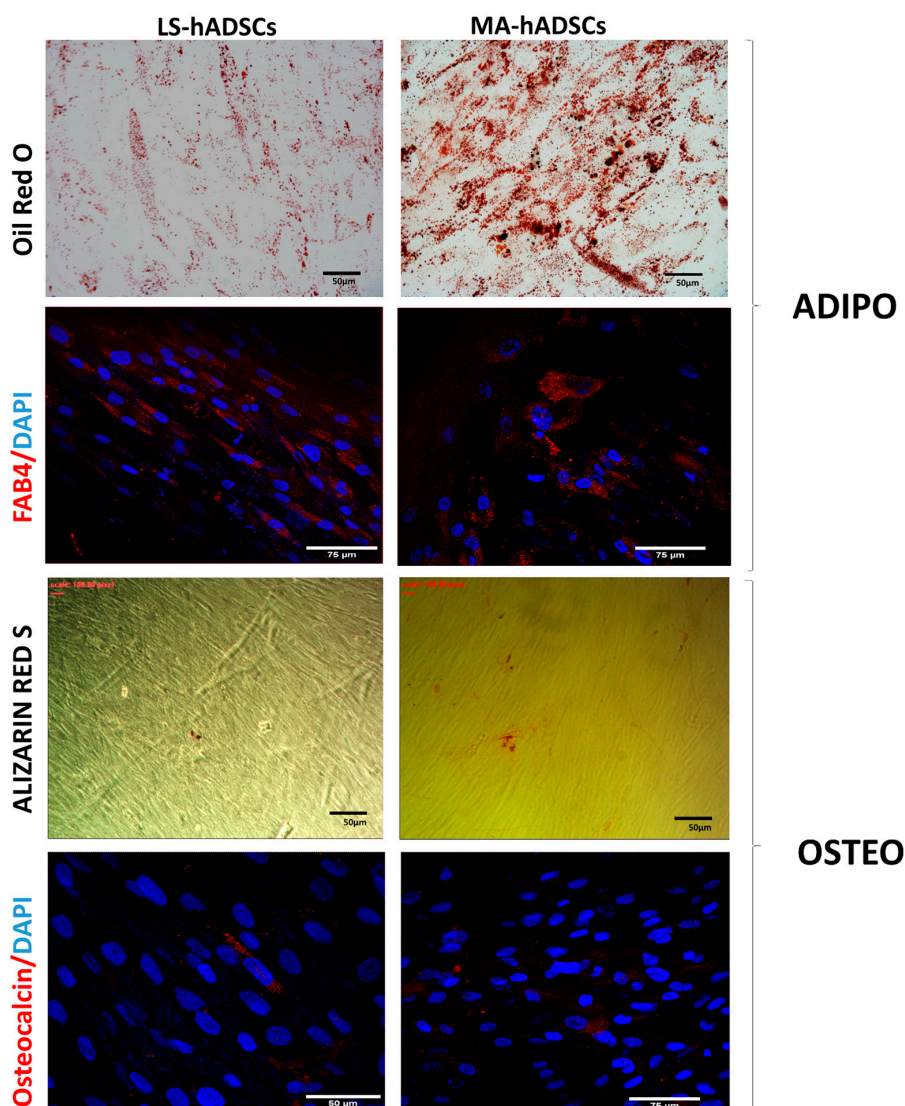 LS-hADSCs
MA-hADSCs
Oil Red O
50µm
50µm
ADIPO
FAB4/DAPI
75 µm
75 µm
ALIZARIN RED S
50µm
50µm
OSTEO
Osteocalcin/DAPI
50 µm
75 µm